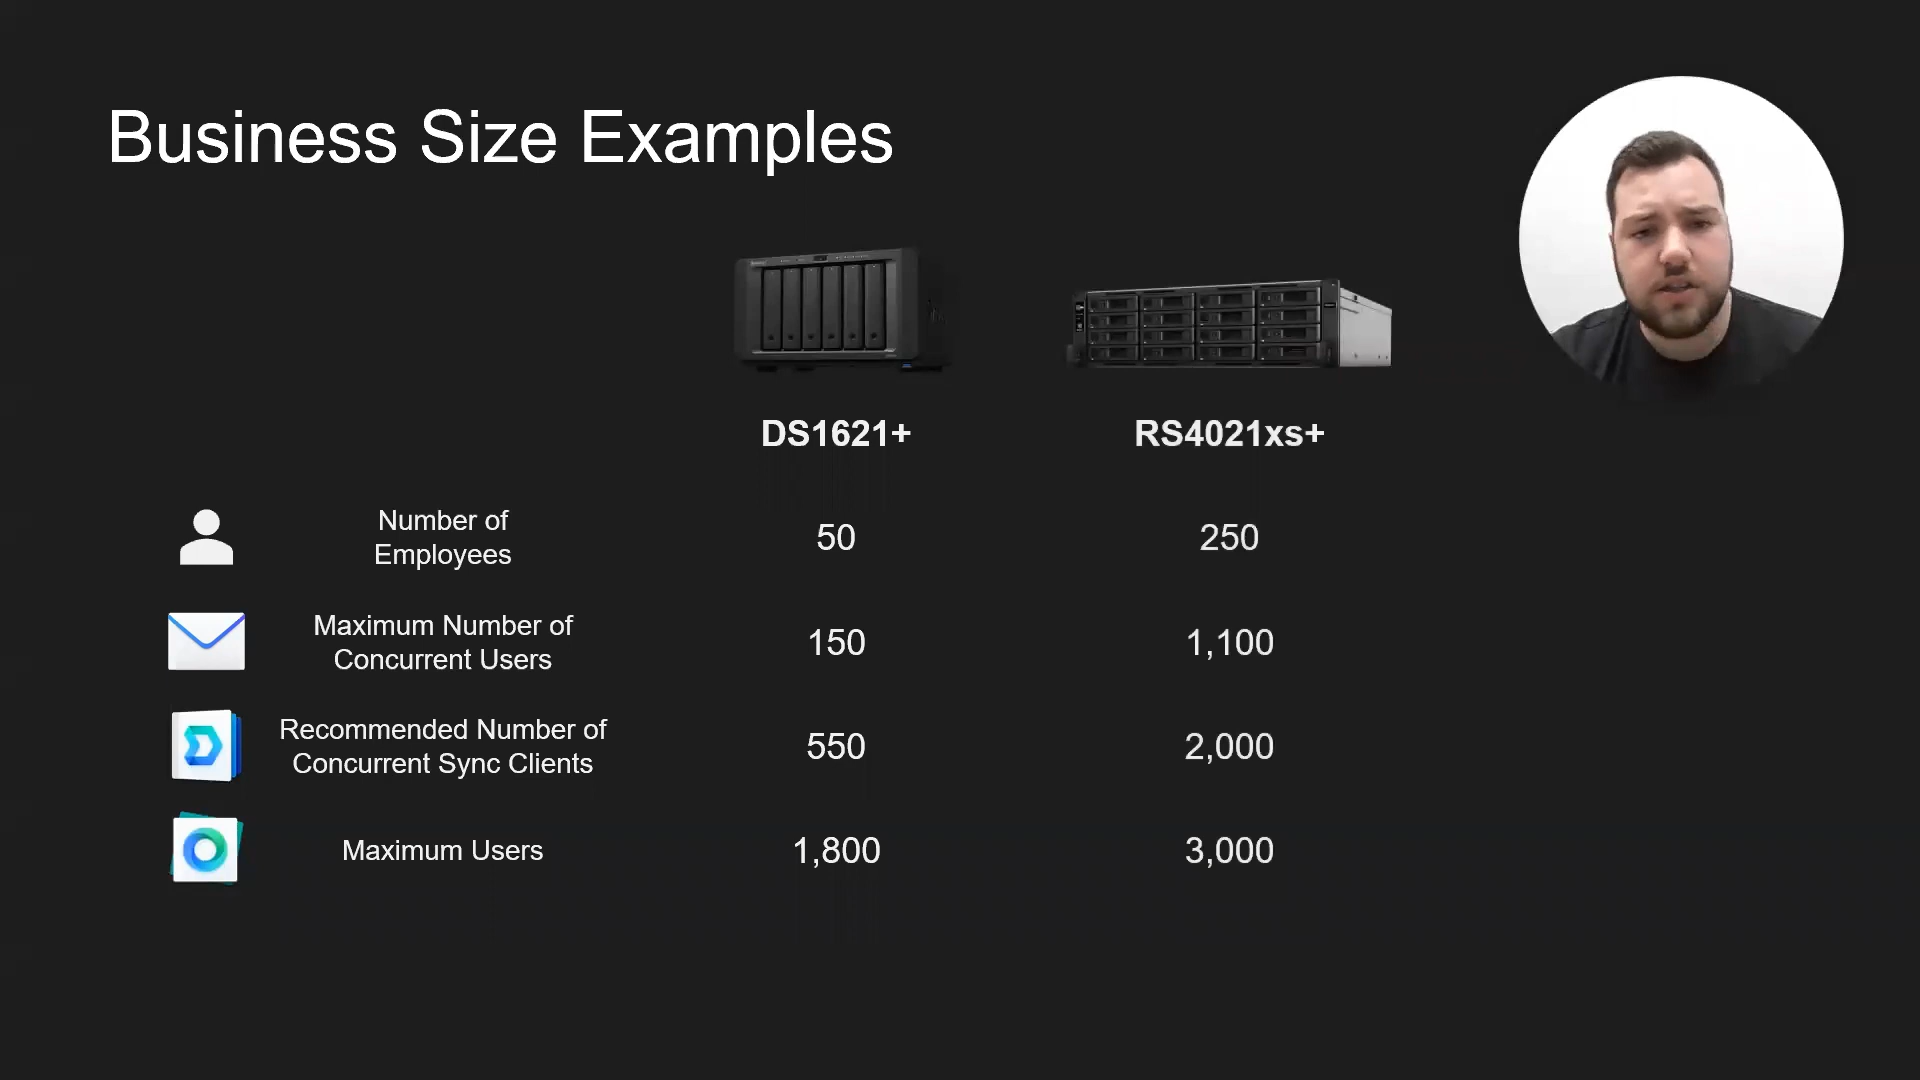 Business Size Examples
DS1621+
RS4021xs+
Number of
Employees
50
250
Maximum Number of
Concurrent Users
150
1,100
Recommended Number of
Concurrent Sync Clients
550
2,000
Maximum Users
1,800
3,000